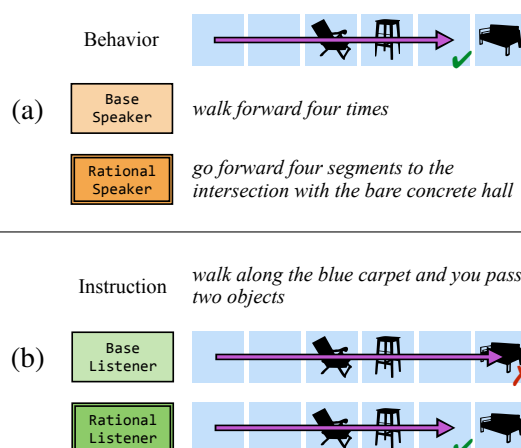 Behavior
(a)
Base
Speaker
walk forward four times
Rational
Speaker
go forward four segments to the
intersection with the bare concrete hall
Instruction
walk along the blue carpet and you pass
two objects
(b)
Base
Listener
Rational
Listener